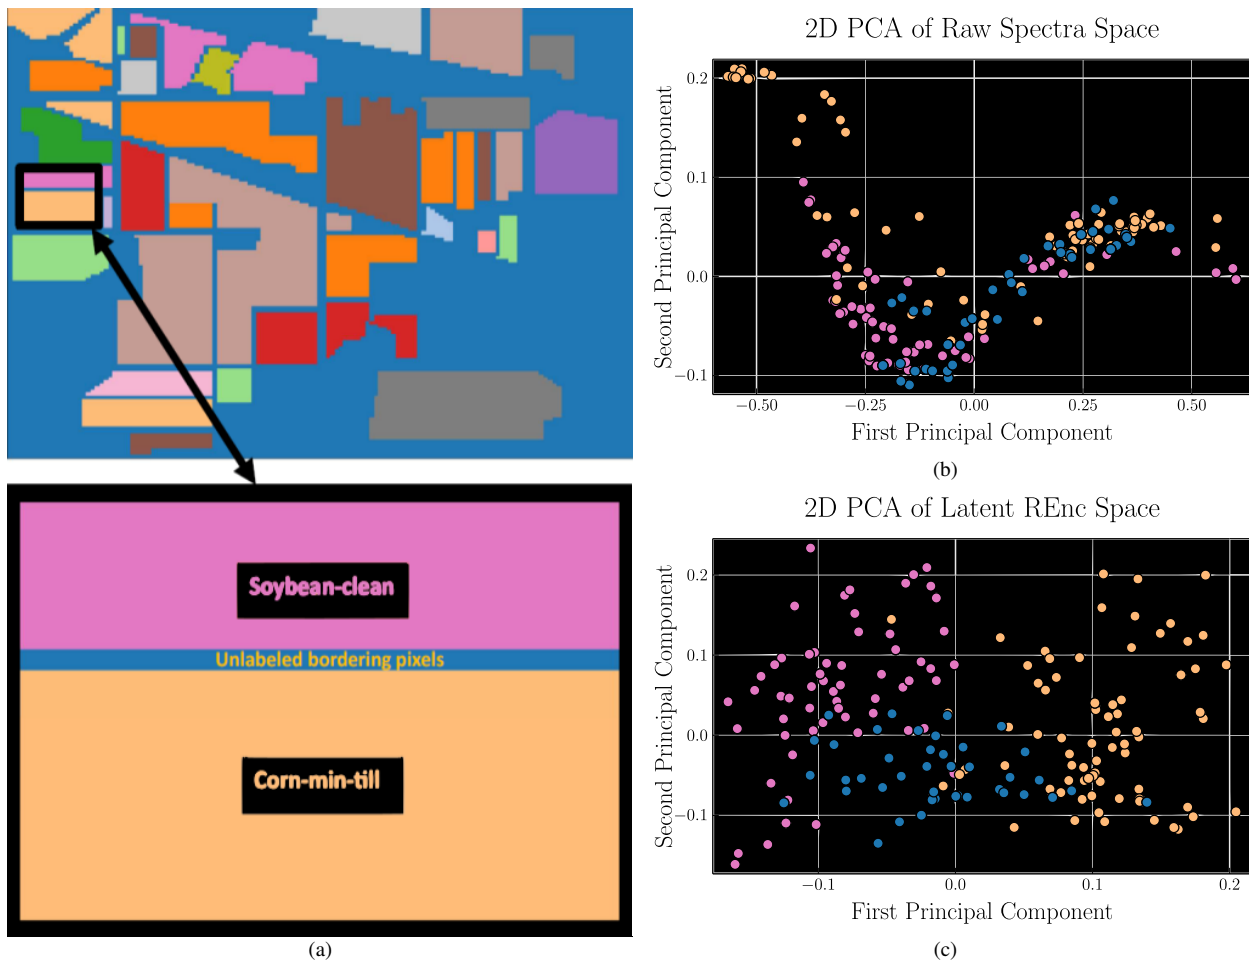 2D PCA of Raw Spectra Space
Second Principal Component
0.2
0.1
0.0
−0.1
−0.50
−0.25
0.00
0.25
0.50
First Principal Component
(b)
Soybean-clean
Unlabeled bordering pixels
Corn-min-till
(a)
2D PCA of Latent REnc Space
Second Principal Component
0.2
0.1
0.0
−0.1
−0.1
0.0
0.1
0.2
First Principal Component
(c)